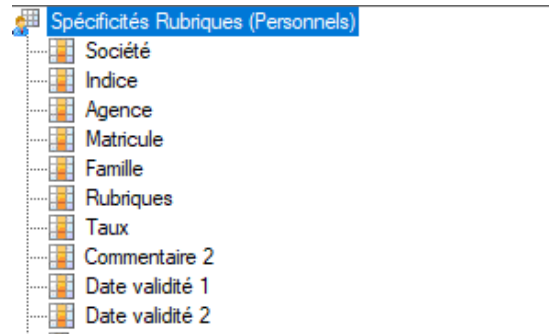 Spécificités Rubriques (Personnels)
Société
Indice
Agence
Matricule
Famille
Rubriques
Taux
Commentaire 2
Date validité 1
Date validité 2